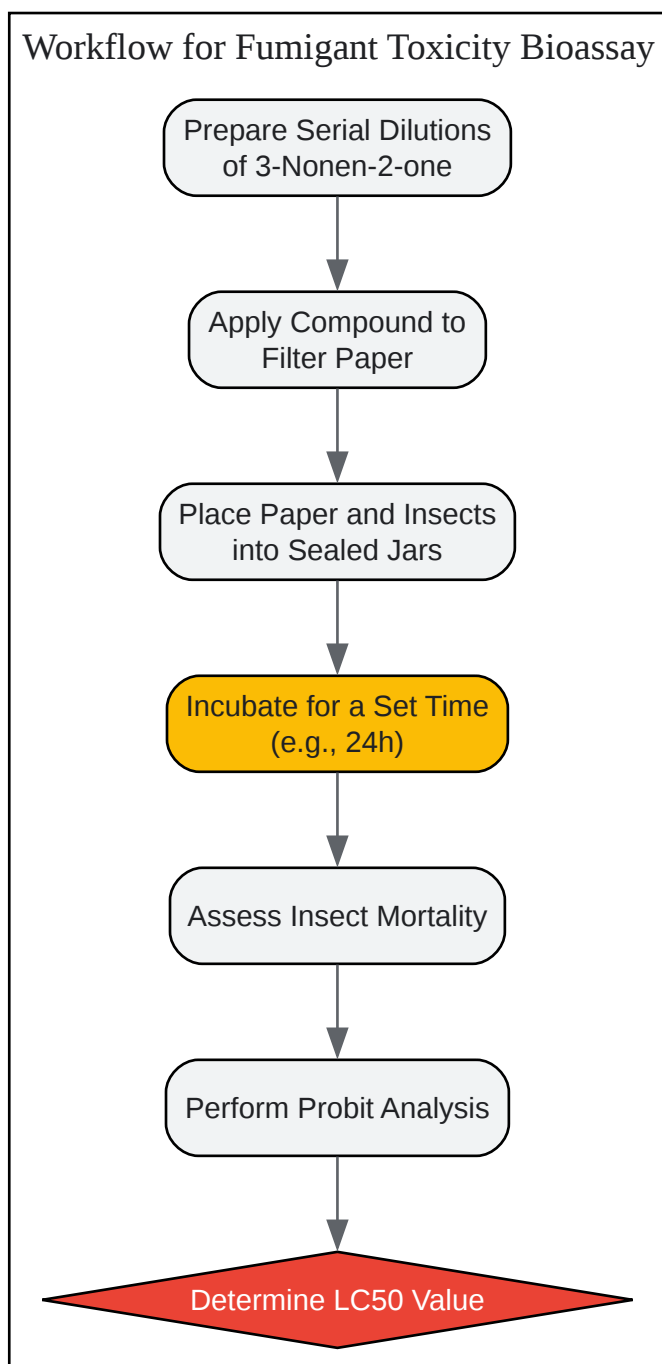 Workflow for Fumigant Toxicity Bioassay
Prepare Serial Dilutions
of 3-Nonen-2-one
Apply Compound to
Filter Paper
Place Paper and Insects
into Sealed Jars
Incubate for a Set Time
(e.g., 24h)
Assess Insect Mortality
Perform Probit Analysis
Determine LC50 Value